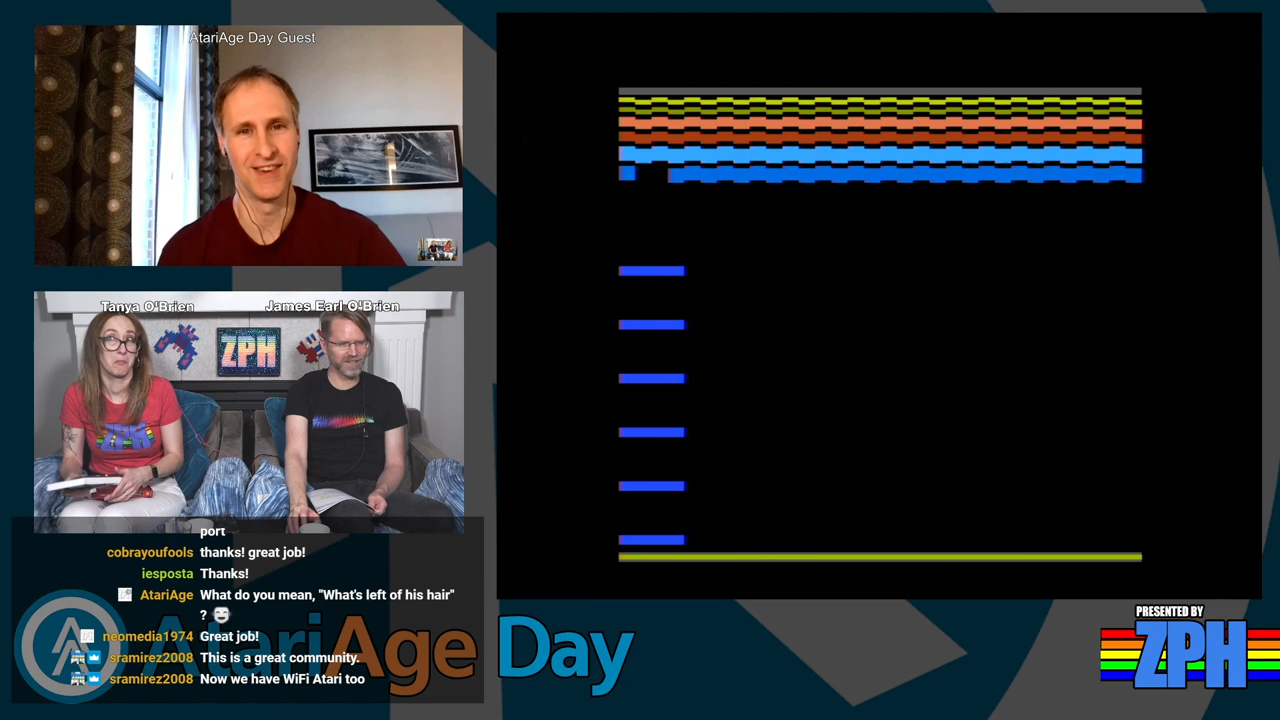 AtariAge Day Guest
Tanya O'Brien
James Earl O'Brien
ZPH
ZPH
port
cobrayoufools thanks! great job!
iesposta Thanks!
AtariAge What do you mean, "What's left of his hair"
?
neomedia1974 Great job!
sramirez2008 This is a great community.
sramirez2008 Now we have WiFi Atari too
AtariAge Day
PRESENTED BY
ZPH